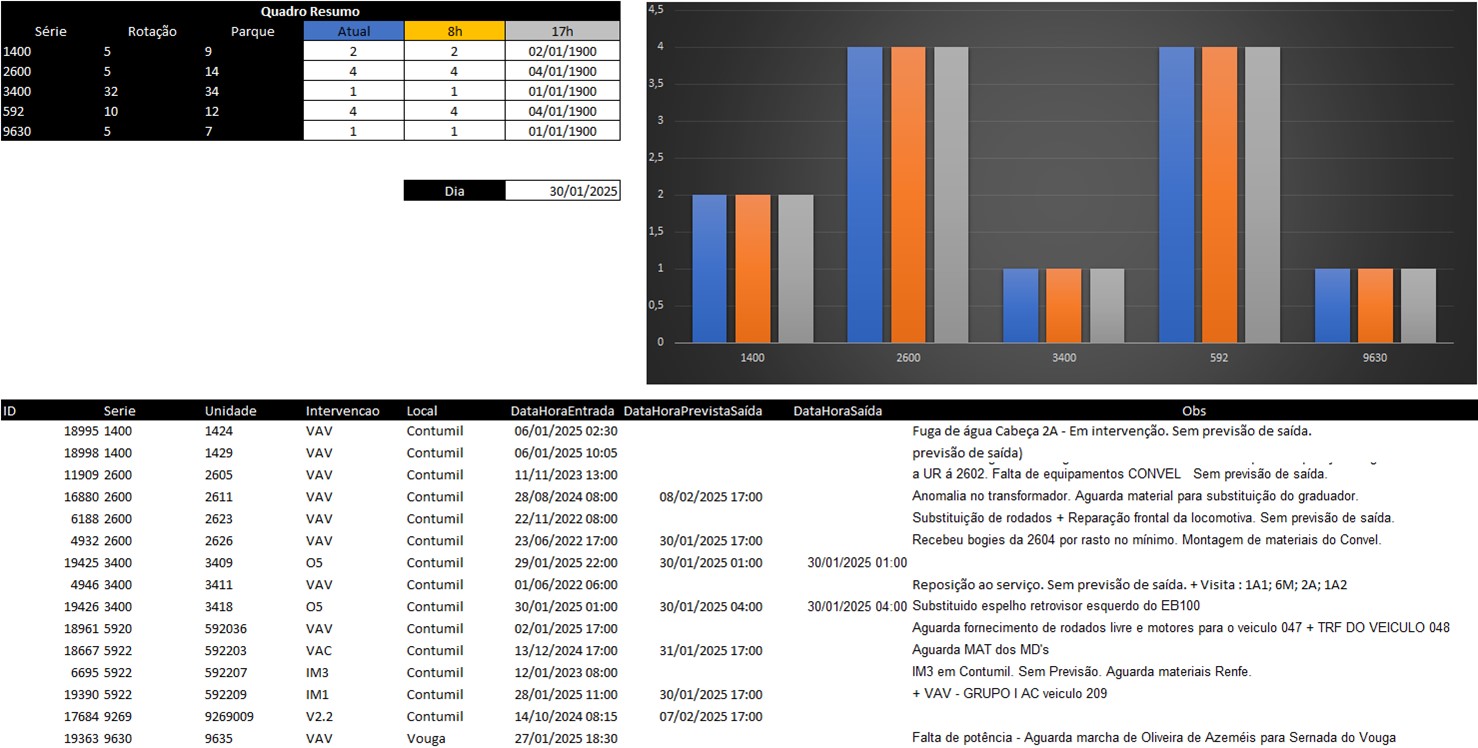 Quadro Resumo
Série Rotação Parque Atual 8h 17h
1400 5 9 2 2 02/01/1900
2600 5 14 4 4 04/01/1900
3400 32 34 1 1 01/01/1900
592 10 12 4 4 04/01/1900
9630 5 7 1 1 01/01/1900
Dia 30/01/2025
4,5
4
3,5
3
2,5
2
1,5
1
0,5
0
1400 2600 3400 592 9630
ID Serie Unidade Intervencao Local DataHoraEntrada DataHoraPrevistaSaída DataHoraSaída Obs
18995 1400 1424 VAV Contumil 06/01/2025 02:30 Fuga de água Cabeça 2A - Em intervenção. Sem previsão de saída.
18998 1400 1429 VAV Contumil 06/01/2025 10:05 previsão de saída)
11909 2600 2605 VAV Contumil 11/11/2023 13:00 a UR á 2602. Falta de equipamentos CONVEL Sem previsão de saída.
16880 2600 2611 VAV Contumil 28/08/2024 08:00 08/02/2025 17:00 Anomalia no transformador. Aguarda material para substituição do graduador.
6188 2600 2623 VAV Contumil 22/11/2022 08:00 Substituição de rodados + Reparação frontal da locomotiva. Sem previsão de saída.
4932 2600 2626 VAV Contumil 23/06/2022 17:00 30/01/2025 17:00 Recebeu bogies da 2604 por rasto no mínimo. Montagem de materiais do Convel.
19425 3400 3409 O5 Contumil 29/01/2025 22:00 30/01/2025 01:00 30/01/2025 01:00
4946 3400 3411 VAV Contumil 01/06/2022 06:00 Reposição ao serviço. Sem previsão de saída. + Visita : 1A1; 6M; 2A; 1A2
19426 3400 3418 O5 Contumil 30/01/2025 01:00 30/01/2025 04:00 30/01/2025 04:00 Substituido espelho retrovisor esquerdo do EB100
18961 5920 592036 VAV Contumil 02/01/2025 17:00 Aguarda fornecimento de rodados livre e motores para o veiculo 047 + TRF DO VEICULO 048
18667 5922 592203 VAC Contumil 13/12/2024 17:00 31/01/2025 17:00 Aguarda MAT dos MD's
6695 5922 592207 IM3 Contumil 12/01/2023 08:00 IM3 em Contumil. Sem Previsão. Aguarda materiais Renfe.
19390 5922 592209 IM1 Contumil 28/01/2025 11:00 30/01/2025 17:00 + VAV - GRUPO I AC veiculo 209
17684 9269 9269009 V2.2 Contumil 14/10/2024 08:15 07/02/2025 17:00
19363 9630 9635 VAV Vouga 27/01/2025 18:30 Falta de potência - Aguarda marcha de Oliveira de Azeméis para Sernada do Vouga